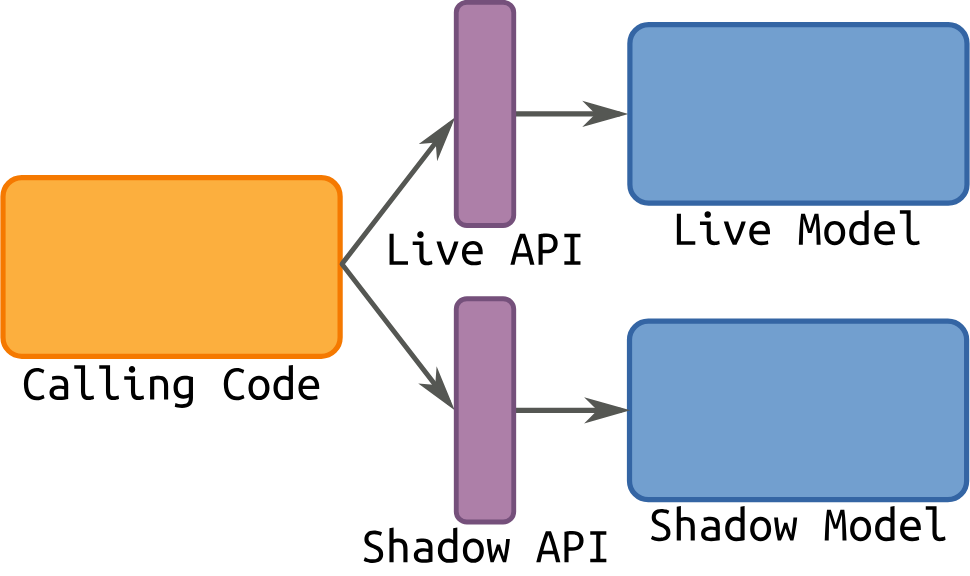 Live API
Live Model
Calling Code
Shadow API
Shadow Model